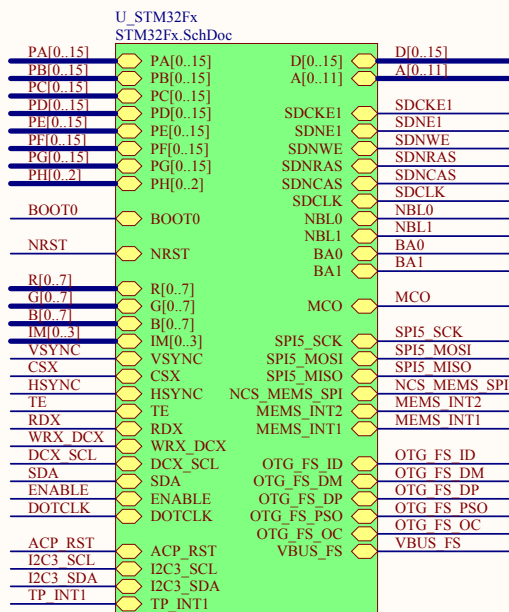 U_STM32Fx
STM32Fx.SchDoc
PA[0..15] PA[0..15] D[0..15] D[0..15]
PB[0..15] PB[0..15] A[0..11] A[0..11]
PC[0..15] PC[0..15]
PD[0..15] PD[0..15] SDCKE1 SDCKE1
PE[0..15] PE[0..15] SDNE1 SDNE1
PF[0..15] PF[0..15] SDNWE SDNWE
PG[0..15] PG[0..15] SDNRAS SDNRAS
PH[0..2] PH[0..2] SDNCAS SDNCAS
SDCLK SDCLK
BOOT0 BOOT0 NBL0 NBL0
NBL1 NBL1
NRST NRST BA0 BA0
BA1 BA1
R[0..7] R[0..7]
G[0..7] G[0..7] MCO MCO
B[0..7] B[0..7]
IM[0..3] IM[0..3] SPI5_SCK SPI5_SCK
VSYNC VSYNC SPI5_MOSI SPI5_MOSI
CSX CSX SPI5_MISO SPI5_MISO
HSYNC HSYNC NCS_MEMS_SPI NCS_MEMS_SPI
TE TE MEMS_INT2 MEMS_INT2
RDX RDX MEMS_INT1 MEMS_INT1
WRX_DCX WRX_DCX
DCX_SCL DCX_SCL OTG_FS_ID OTG_FS_ID
SDA SDA OTG_FS_DM OTG_FS_DM
ENABLE ENABLE OTG_FS_DP OTG_FS_DP
DOTCLK DOTCLK OTG_FS_PSO OTG_FS_PSO
OTG_FS_OC OTG_FS_OC
ACP_RST ACP_RST VBUS_FS VBUS_FS
I2C3_SCL I2C3_SCL
I2C3_SDA I2C3_SDA
TP_INT1 TP_INT1